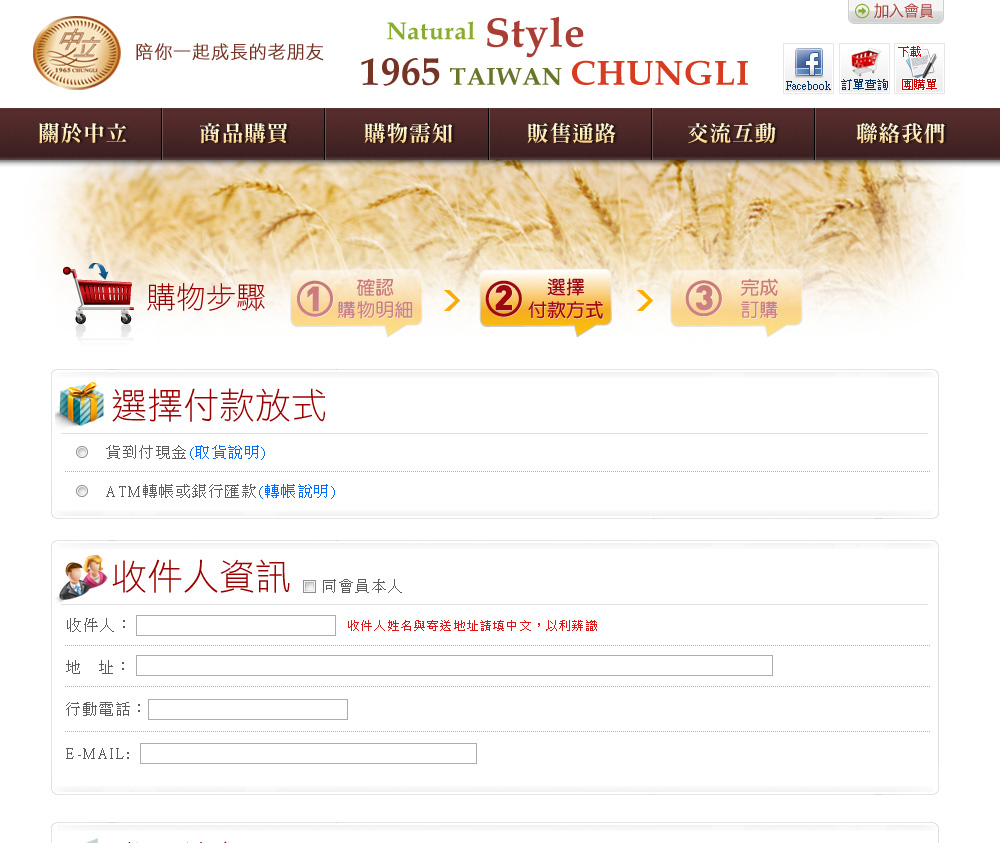 加入會員
中立
1965 CHUNGLI
陪你一起成長的老朋友
Natural Style
1965 TAIWAN CHUNGLI
Facebook
訂單查詢
下載
團購單
關於中立
商品購買
購物需知
販售通路
交流互動
聯絡我們
購物步驟
1 確認
購物明細
2 選擇
付款方式
3 完成
訂購
選擇付款放式
貨到付現金(取貨說明)
ATM轉帳或銀行匯款(轉帳說明)
收件人資訊 同會員本人
收件人： 收件人姓名與寄送地址請填中文，以利辨識
地 址：
行動電話：
E-MAIL: